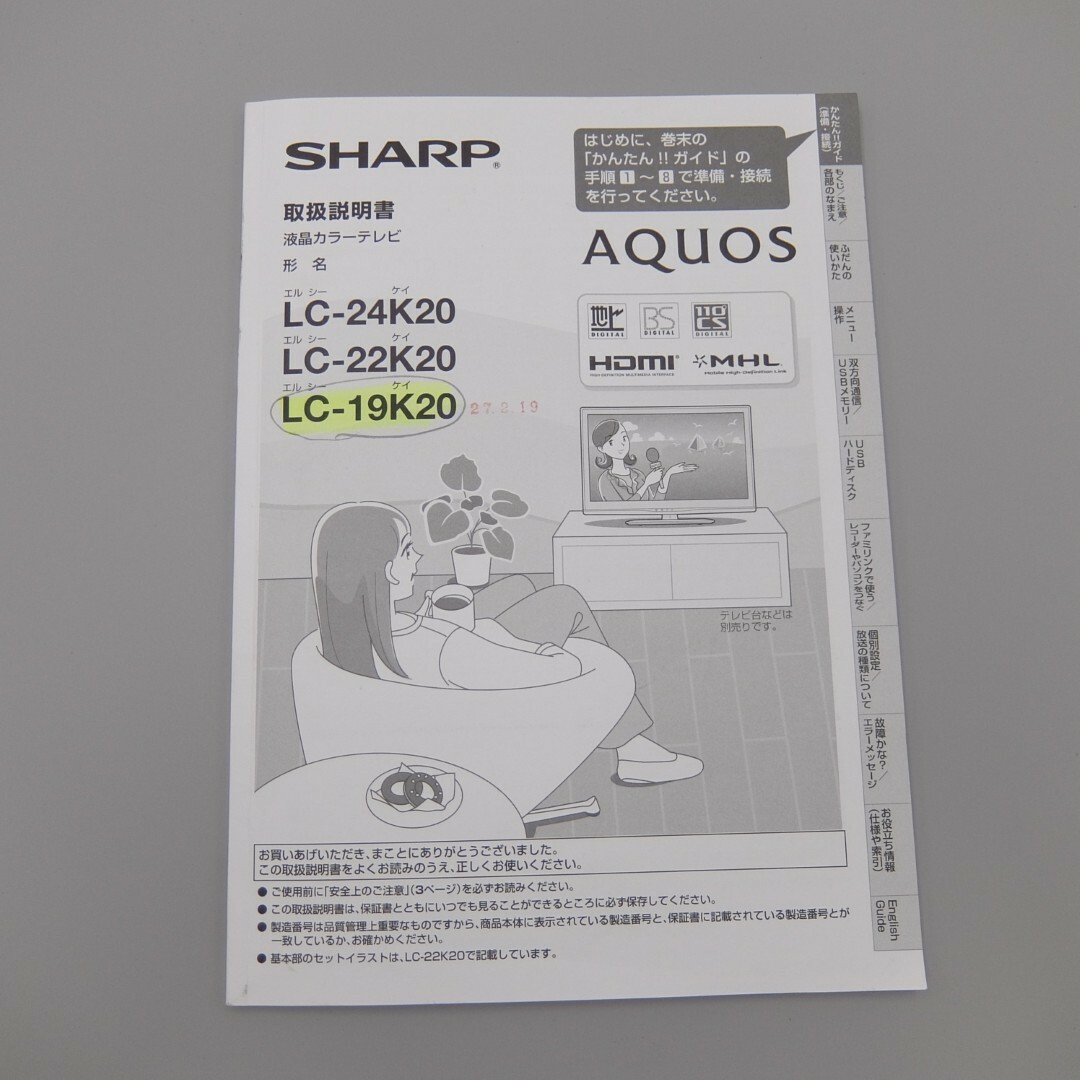 SHARP®
取扱説明書
液晶カラーテレビ
形 名
エル シー ケイ
LC-24K20
エル シー ケイ
LC-22K20
エル シー ケイ
LC-19K20
27.2.19
はじめに、巻末の
「かんたん!!ガイド」の
手順1～8で準備・接続
を行ってください。
AQUOS
地上
DIGITAL
BS
DIGITAL
110°
CS
DIGITAL
HDMI®
HIGH-DEFINITION MULTIMEDIA INTERFACE
MHL
Mobile High-Definition Link
テレビ台などは
別売りです。
お買いあげいただき、まことにありがとうございました。
この取扱説明書をよくお読みのうえ、正しくお使いください。
● ご使用前に「安全上のご注意」(3ページ)を必ずお読みください。
● この取扱説明書は、保証書とともにいつでも見ることができるところに必ず保存してください。
● 製造番号は品質管理上重要なものですから、商品本体に表示されている製造番号と、保証書に記載されている製造番号とが
一致しているか、お確かめください。
● 基本部のセットイラストは、LC-22K20で記載しています。
かんたん!!ガイド
(準備・接続)
もくじ/ご注意/
各部のなまえ
ふだんの
使いかた
メニュー
操作
双方向通信/
USBメモリー
USB
ハードディスク
ファミリンクで使う/
レコーダーやパソコンをつなぐ
個別設定/
放送の種類について
故障かな?/
エラーメッセージ
お役立ち情報
(仕様や索引)
English
Guide